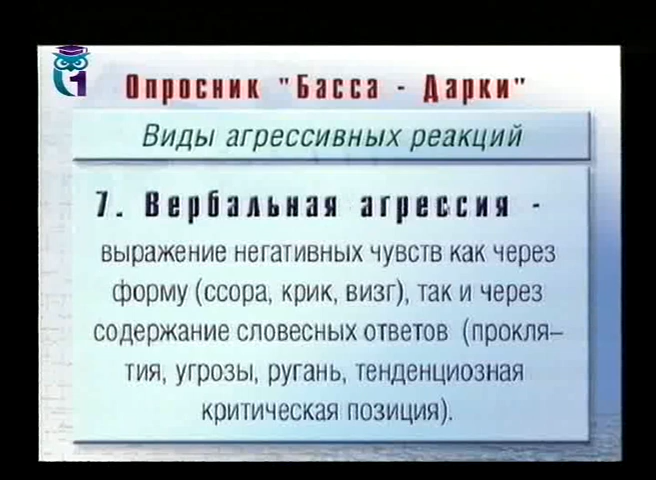 1
Опросник "Басса - Дарки"
Виды агрессивных реакций
7. Вербальная агрессия -
выражение негативных чувств как через
форму (ссора, крик, визг), так и через
содержание словесных ответов (прокля-
тия, угрозы, ругань, тенденциозная
критическая позиция).